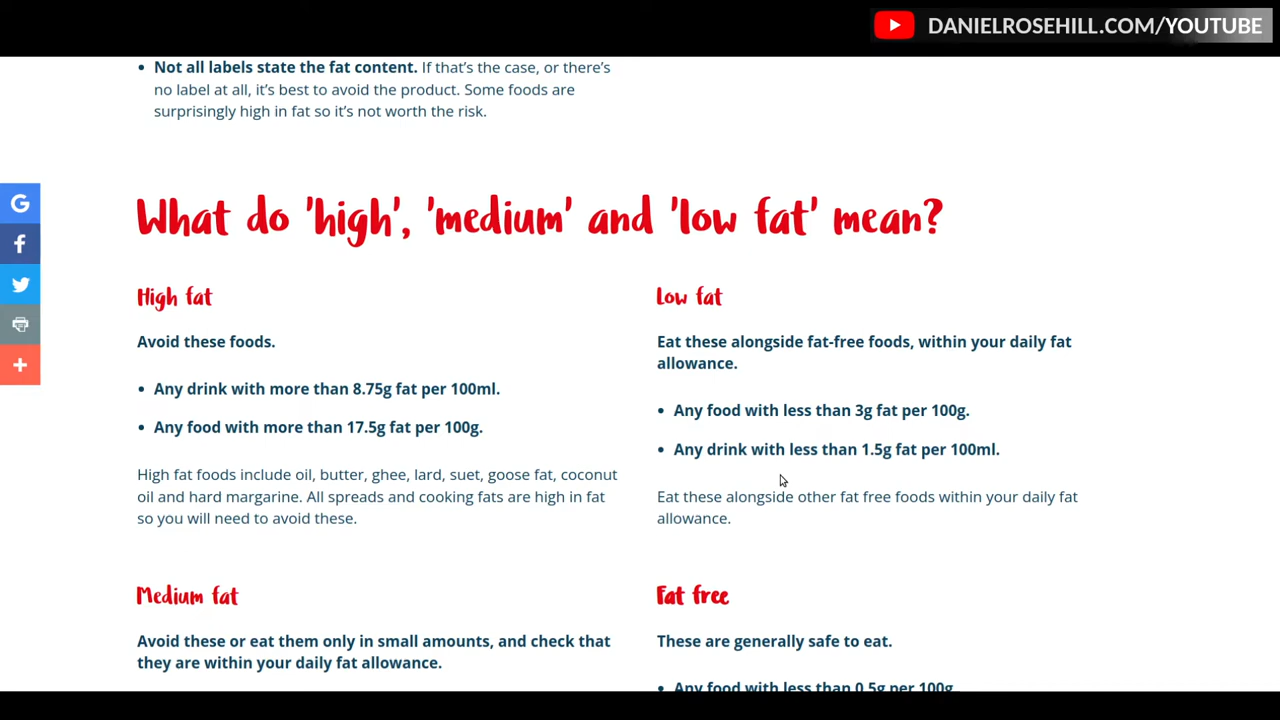 DANIELROSEHILL.COM/YOUTUBE
• Not all labels state the fat content. If that's the case, or there's
no label at all, it's best to avoid the product. Some foods are
surprisingly high in fat so it's not worth the risk.
What do 'high', 'medium' and 'low fat' mean?
High fat
Avoid these foods.
• Any drink with more than 8.75g fat per 100ml.
• Any food with more than 17.5g fat per 100g.
High fat foods include oil, butter, ghee, lard, suet, goose fat, coconut
oil and hard margarine. All spreads and cooking fats are high in fat
so you will need to avoid these.
Low fat
Eat these alongside fat-free foods, within your daily fat
allowance.
• Any food with less than 3g fat per 100g.
• Any drink with less than 1.5g fat per 100ml.
Eat these alongside other fat free foods within your daily fat
allowance.
Medium fat
Avoid these or eat them only in small amounts, and check that
they are within your daily fat allowance.
Fat free
These are generally safe to eat.
• Any food with less than 0.5g per 100g.